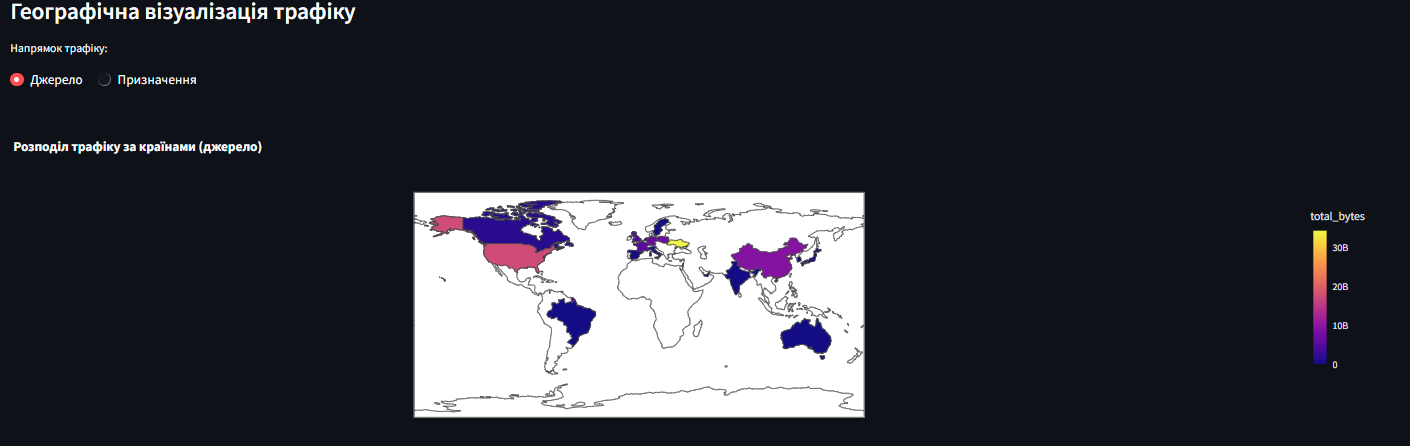 Географічна візуалізація трафіку
Напрямок трафіку:
Джерело Призначення
Розподіл трафіку за країнами (джерело)
total_bytes
30B
20B
10B
0